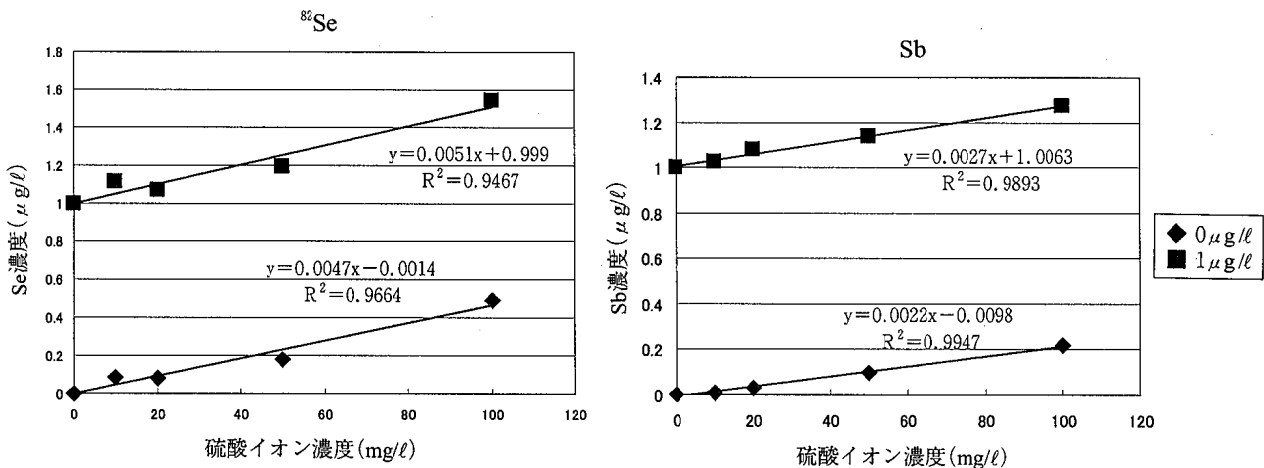 ⁸²Se
1.8
1.6
1.4
1.2
1
0.8
0.6
0.4
0.2
0
y=0.0051x+0.999
R²=0.9467
y=0.0047x−0.0014
R²=0.9664
0 20 40 60 80 100 120
Se濃度(μg/ℓ)
硫酸イオン濃度(mg/ℓ)
Sb
1.4
1.2
1
0.8
0.6
0.4
0.2
0
y=0.0027x+1.0063
R²=0.9893
y=0.0022x−0.0098
R²=0.9947
0 20 40 60 80 100 120
Sb濃度(μg/ℓ)
硫酸イオン濃度(mg/ℓ)
0μg/ℓ
1μg/ℓ